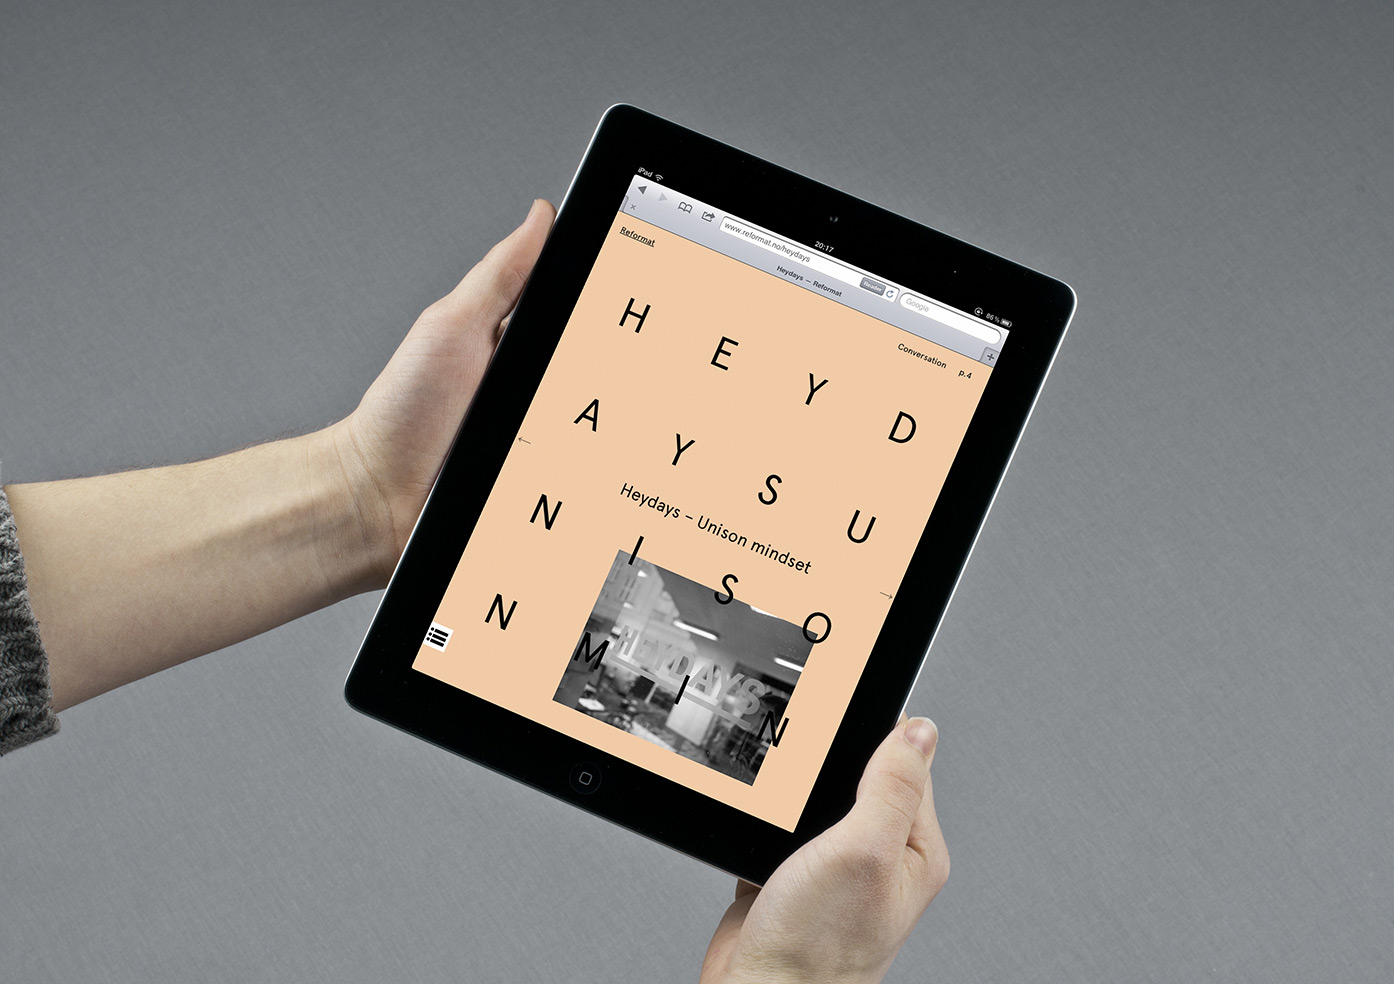 iPad
20:17
86 %
www.reformat.no/heydays
Reader
Google
Heydays — Reformat
Reformat
Conversation p.4
H E Y D
A Y S U
N I S O
N M I N
Heydays – Unison mindset
HEYDAYS